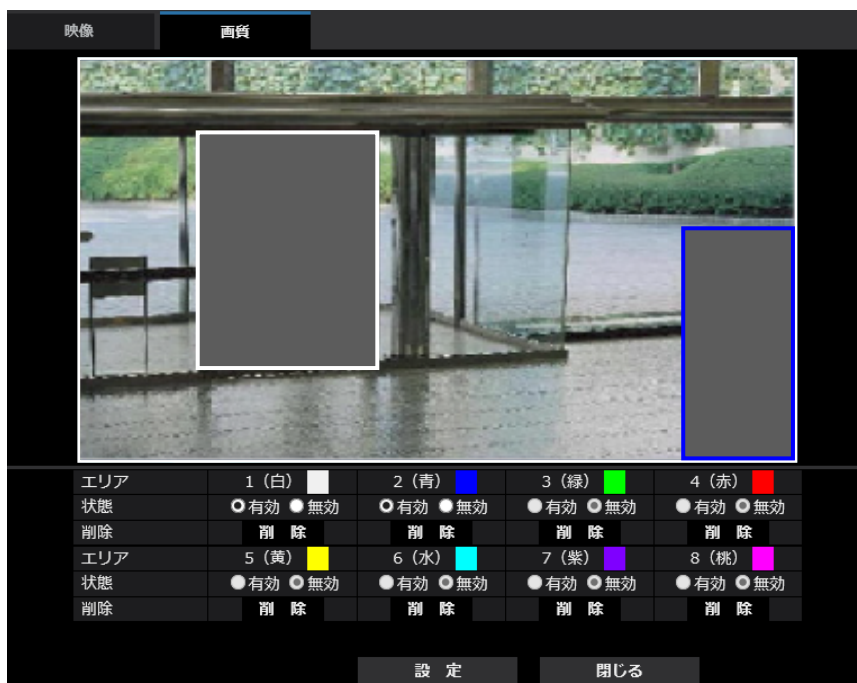 映像 画質
エリア 1（白） 2（青） 3（緑） 4（赤）
状態 有効 無効 有効 無効 有効 無効 有効 無効
削除 削 除 削 除 削 除 削 除
エリア 5（黄） 6（水） 7（紫） 8（桃）
状態 有効 無効 有効 無効 有効 無効 有効 無効
削除 削 除 削 除 削 除 削 除
設 定 閉じる